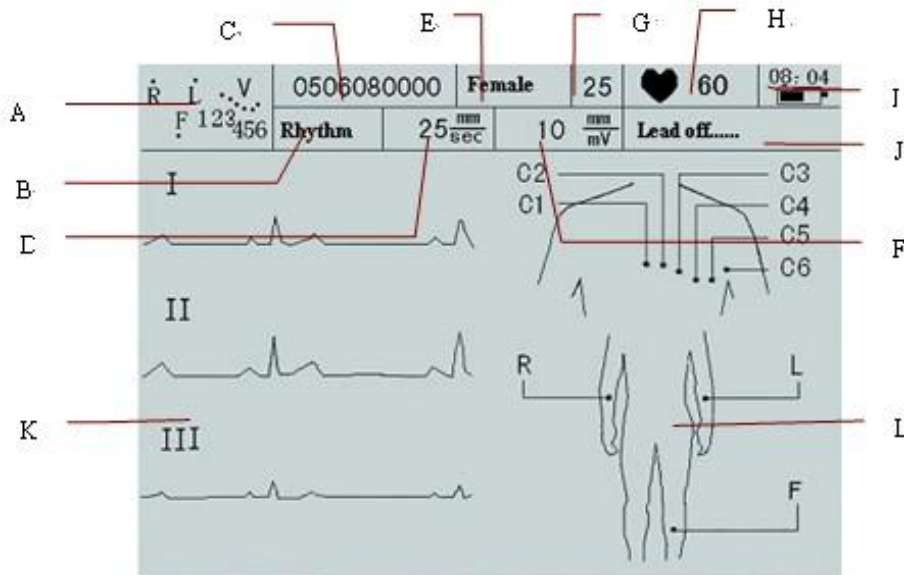 C E G H
R L V 0506080000 Female 25 60 08:04 I
A F 123 456 Rhythm 25 mm/sec 10 mm/mV Lead off...... J
B I C2 C3
C1 C4
D C5 F
C6
II
R L
K L
III
F